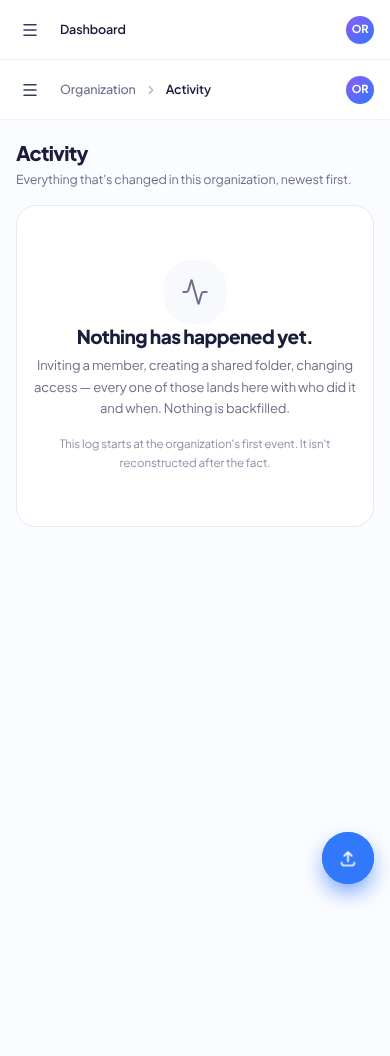 Dashboard
OR
Organization > Activity
OR
Activity
Everything that's changed in this organization, newest first.
Nothing has happened yet.
Inviting a member, creating a shared folder, changing
access — every one of those lands here with who did it
and when. Nothing is backfilled.
This log starts at the organization's first event. It isn't
reconstructed after the fact.